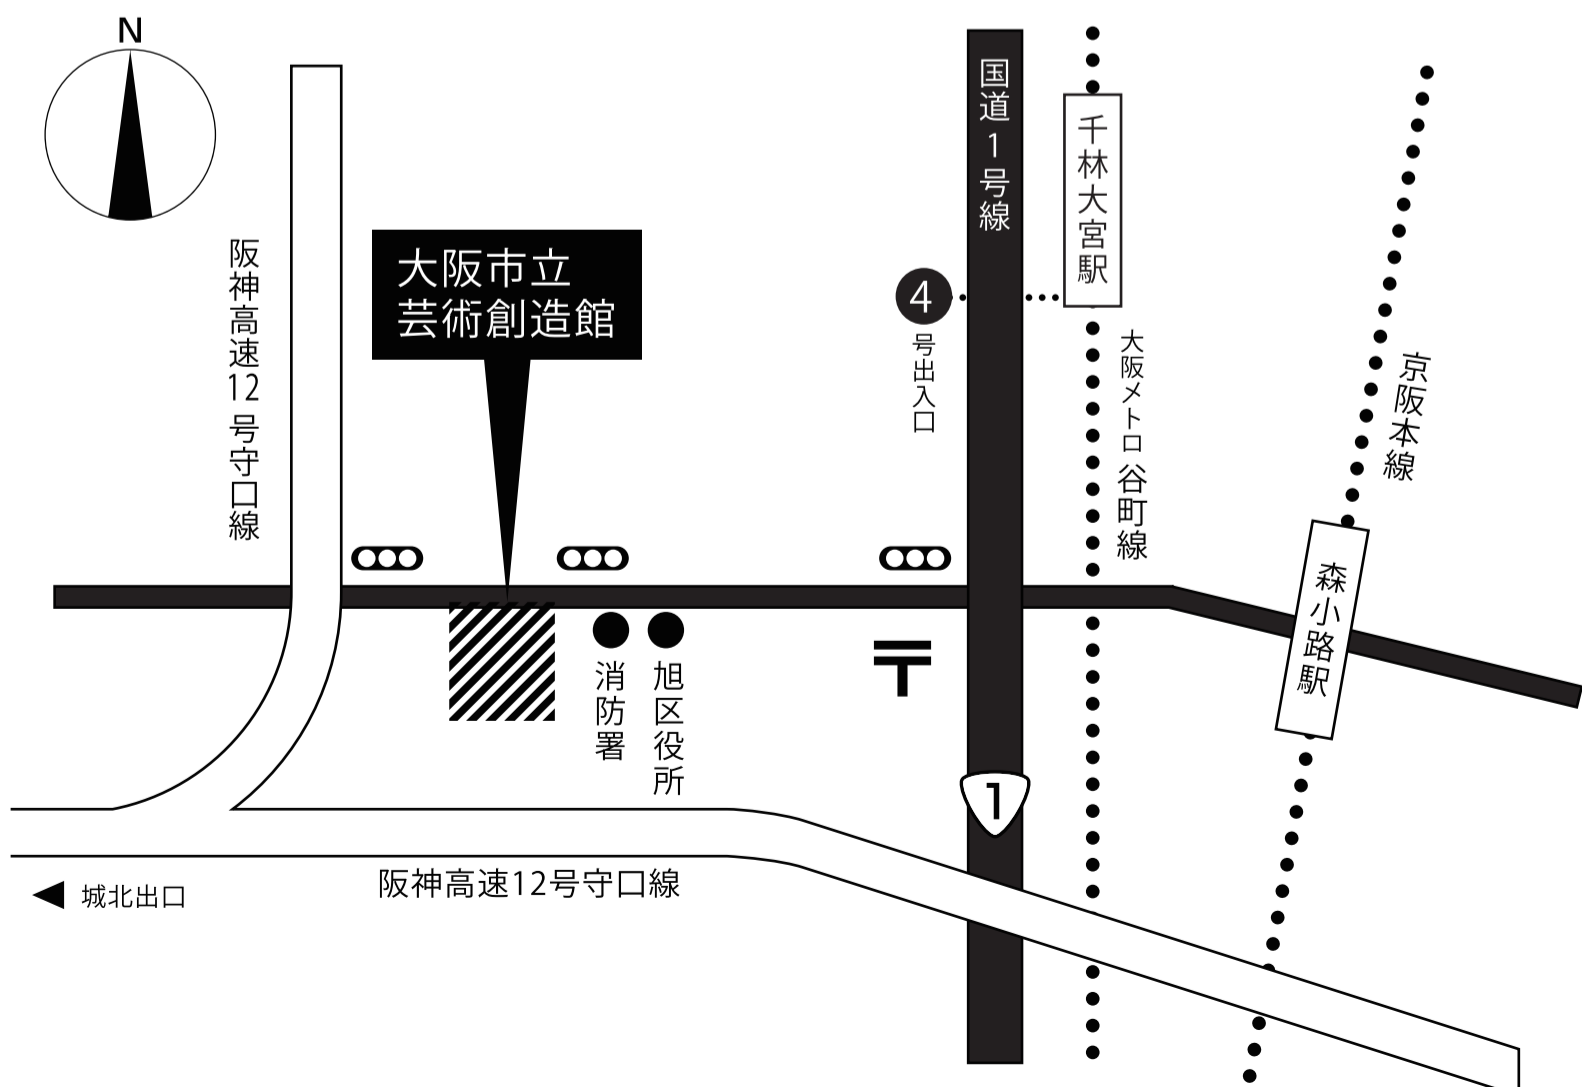 N
国道1号線
千林大宮駅
阪神高速12号守口線
大阪市立
芸術創造館
4
号出入口
大阪メトロ谷町線
京阪本線
森小路駅
消防署
旭区役所
〒
1
阪神高速12号守口線
城北出口